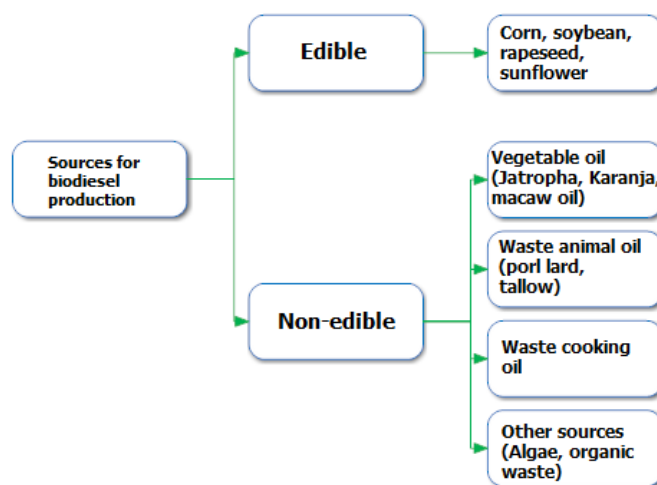 Edible
Corn, soybean,
rapeseed,
sunflower
Sources for
biodiesel
production
Vegetable oil
(Jatropha, Karanja,
macaw oil)
Waste animal oil
(porl lard,
tallow)
Non-edible
Waste cooking
oil
Other sources
(Algae, organic
waste)